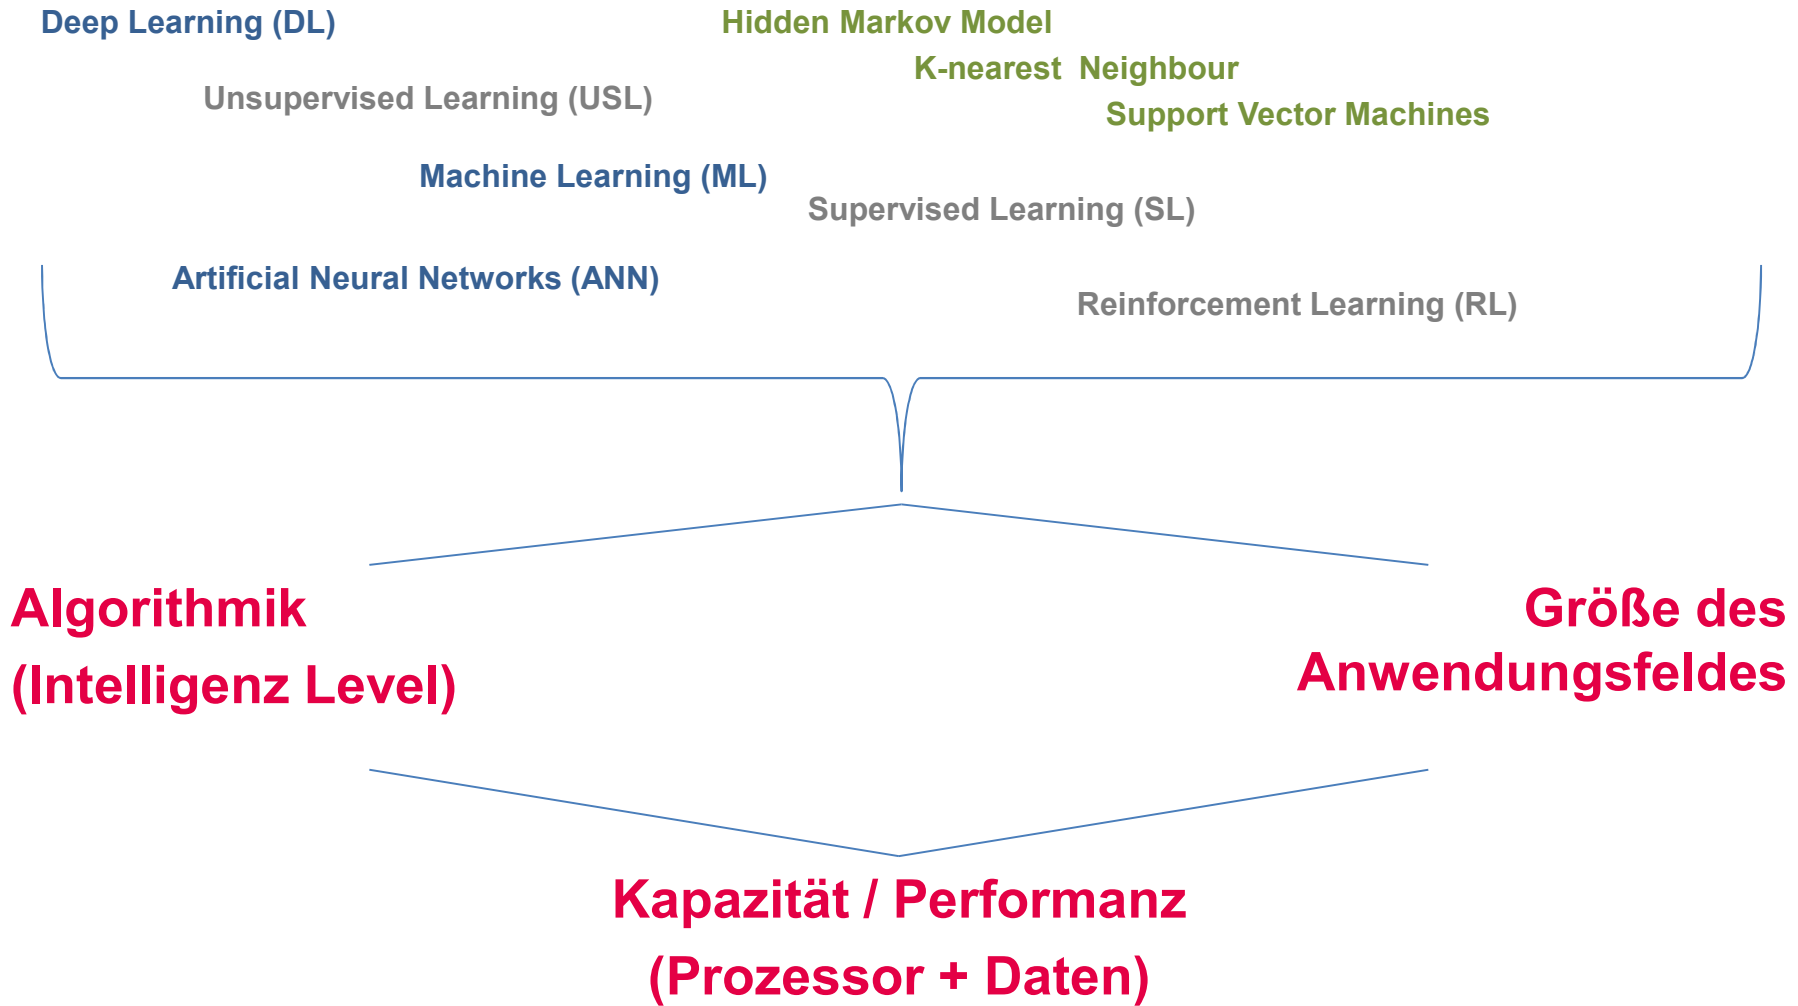 Deep Learning (DL)
Hidden Markov Model
K-nearest Neighbour
Unsupervised Learning (USL)
Support Vector Machines
Machine Learning (ML)
Supervised Learning (SL)
Artificial Neural Networks (ANN)
Reinforcement Learning (RL)
Algorithmik
(Intelligenz Level)
Größe des
Anwendungsfeldes
Kapazität / Performanz
(Prozessor + Daten)